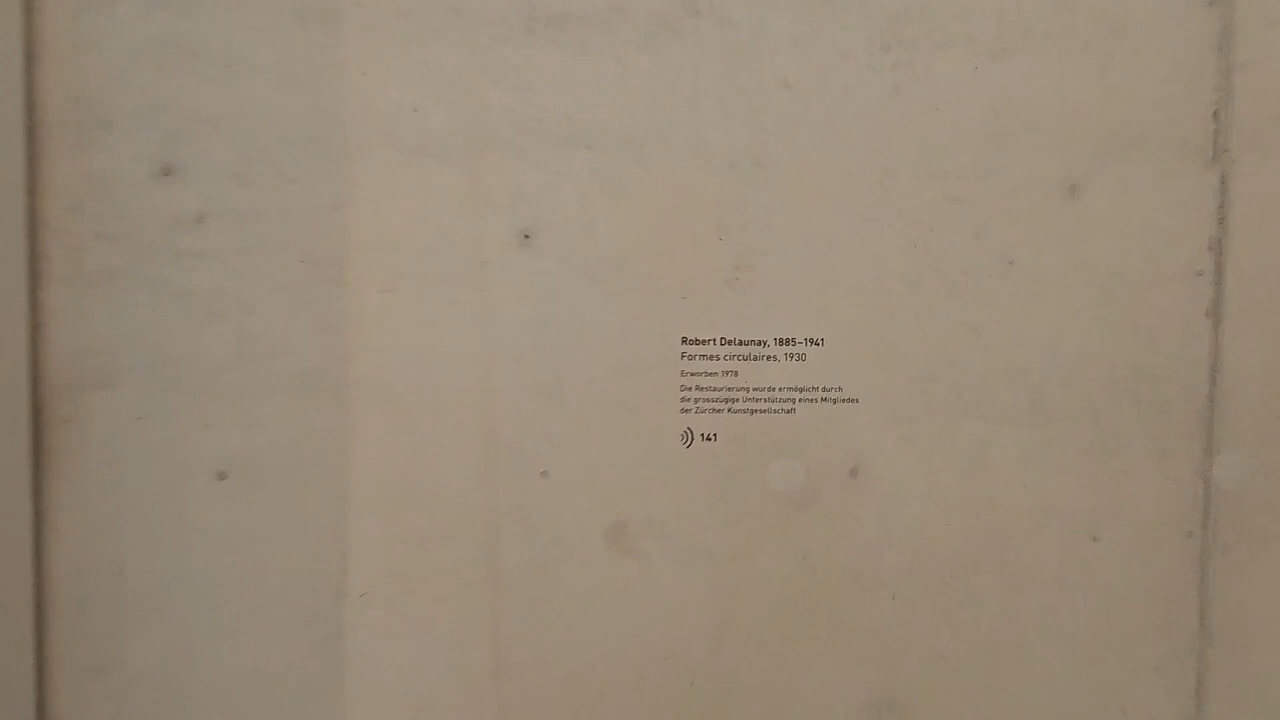 Robert Delaunay, 1885–1941
Formes circulaires, 1930
Erworben 1978
Die Restaurierung wurde ermöglicht durch
die grosszügige Unterstützung eines Mitgliedes
der Zürcher Kunstgesellschaft
141